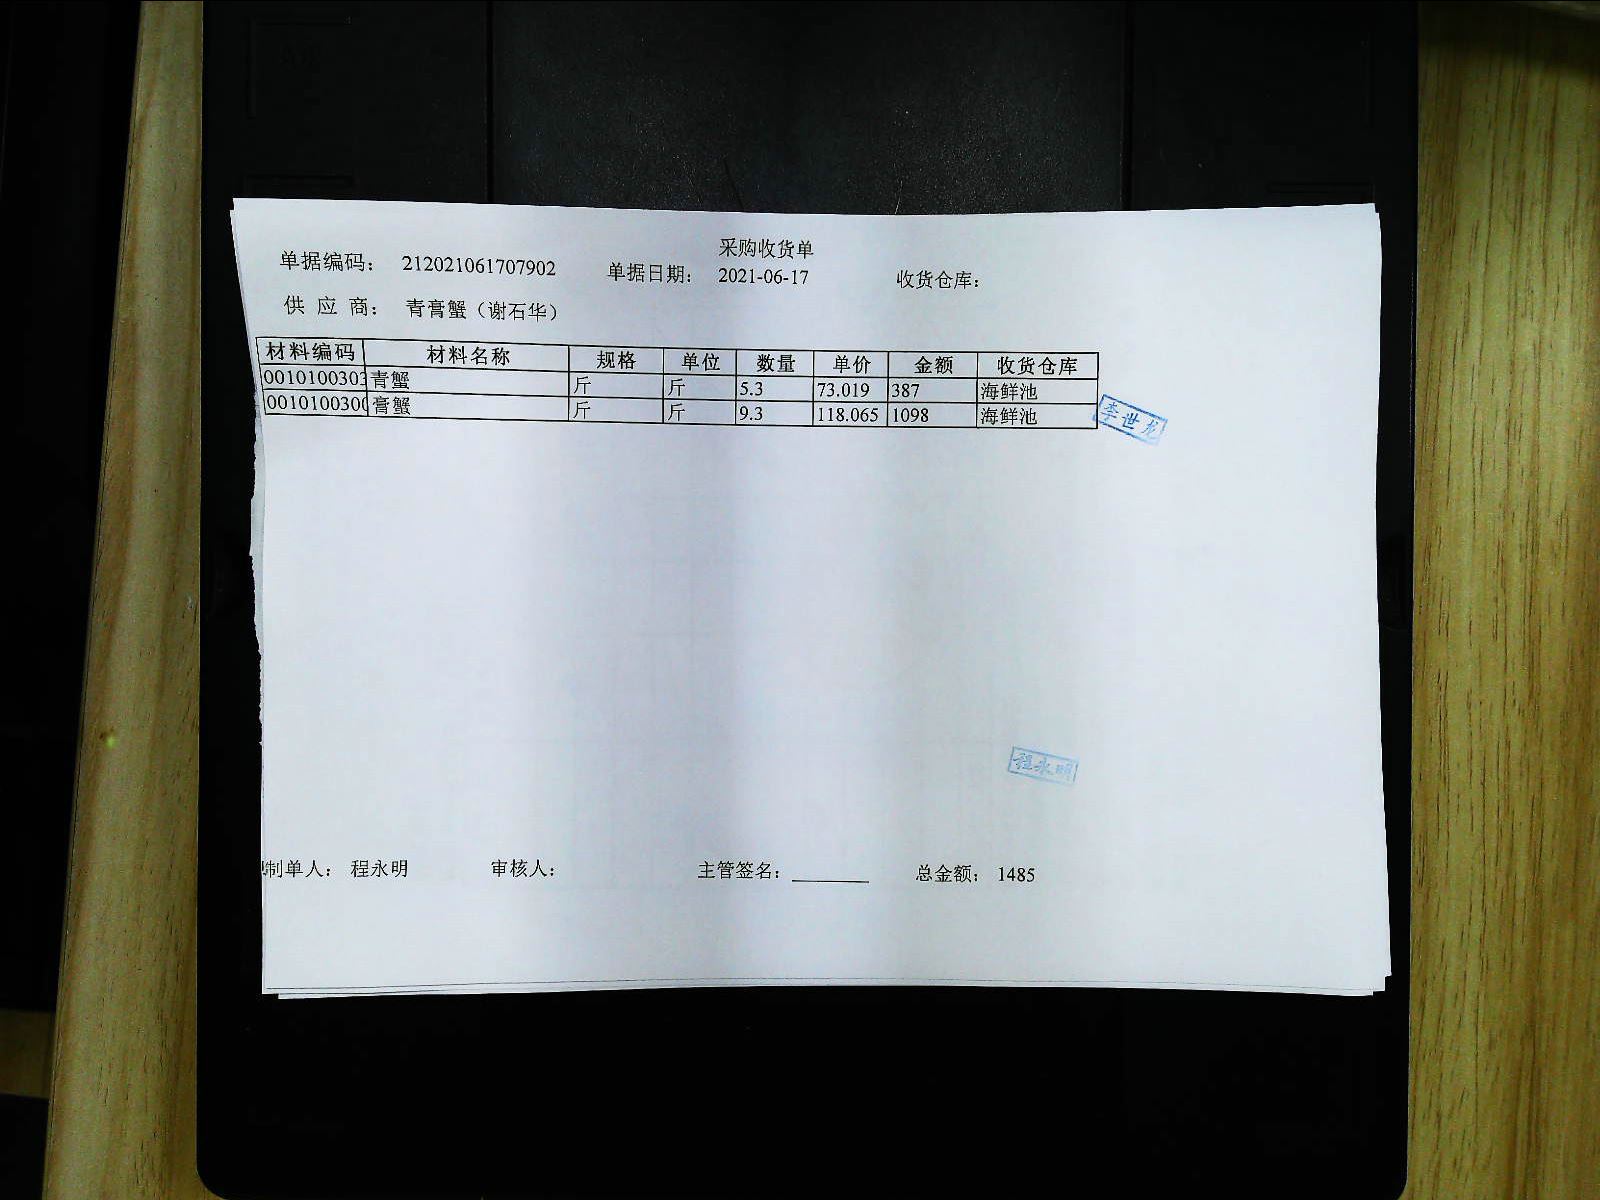 采购收货单
单据编码： 212021061707902 单据日期： 2021-06-17 收货仓库：
供 应 商： 青膏蟹（谢石华）
材料编码 材料名称 规格 单位 数量 单价 金额 收货仓库
0010100303 青蟹 斤 斤 5.3 73.019 387 海鲜池
0010100300 膏蟹 斤 斤 9.3 118.065 1098 海鲜池
李世龙
程永明
制单人： 程永明 审核人： 主管签名： 总金额： 1485